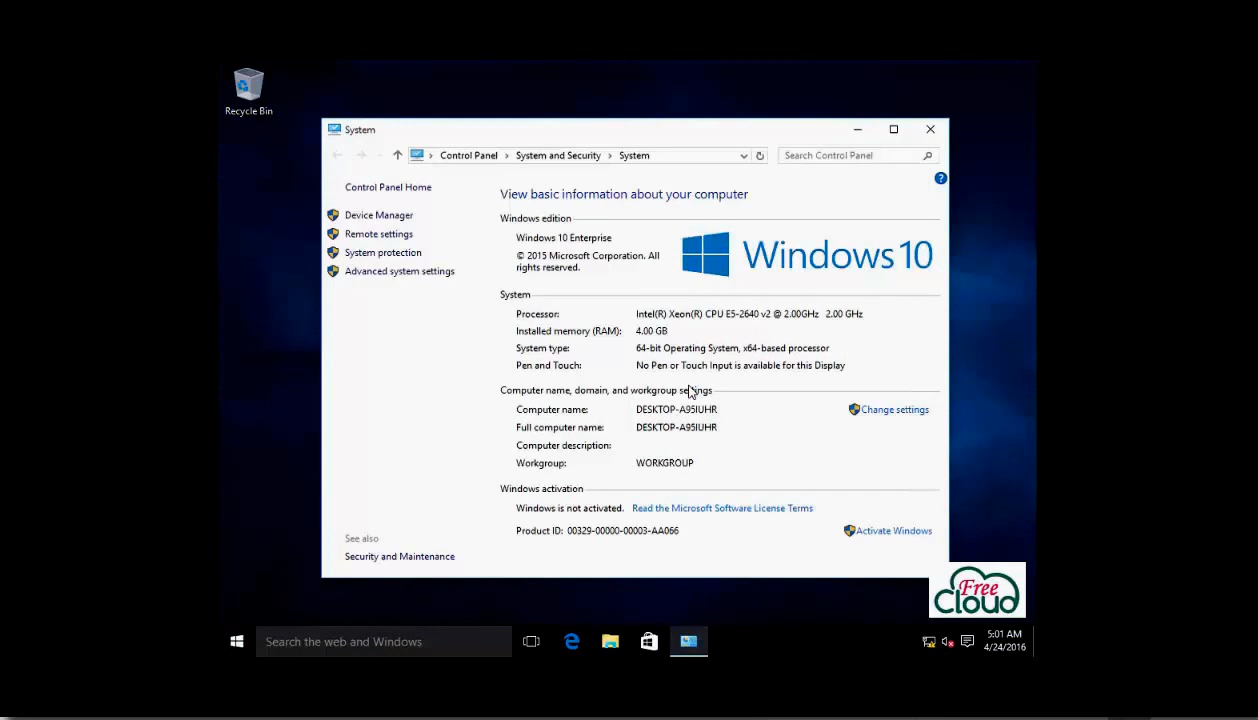 Recycle Bin
System
Control Panel > System and Security > System
Search Control Panel
?
Control Panel Home
Device Manager
Remote settings
System protection
Advanced system settings
View basic information about your computer
Windows edition
Windows 10 Enterprise
© 2015 Microsoft Corporation. All
rights reserved.
Windows 10
System
Processor: Intel(R) Xeon(R) CPU E5-2640 v2 @ 2.00GHz 2.00 GHz
Installed memory (RAM): 4.00 GB
System type: 64-bit Operating System, x64-based processor
Pen and Touch: No Pen or Touch Input is available for this Display
Computer name, domain, and workgroup settings
Computer name: DESKTOP-A95IUHR
Change settings
Full computer name: DESKTOP-A95IUHR
Computer description:
Workgroup: WORKGROUP
Windows activation
Windows is not activated. Read the Microsoft Software License Terms
Product ID: 00329-00000-00003-AA066
Activate Windows
See also
Security and Maintenance
Free
Cloud
Search the web and Windows
5:01 AM
4/24/2016